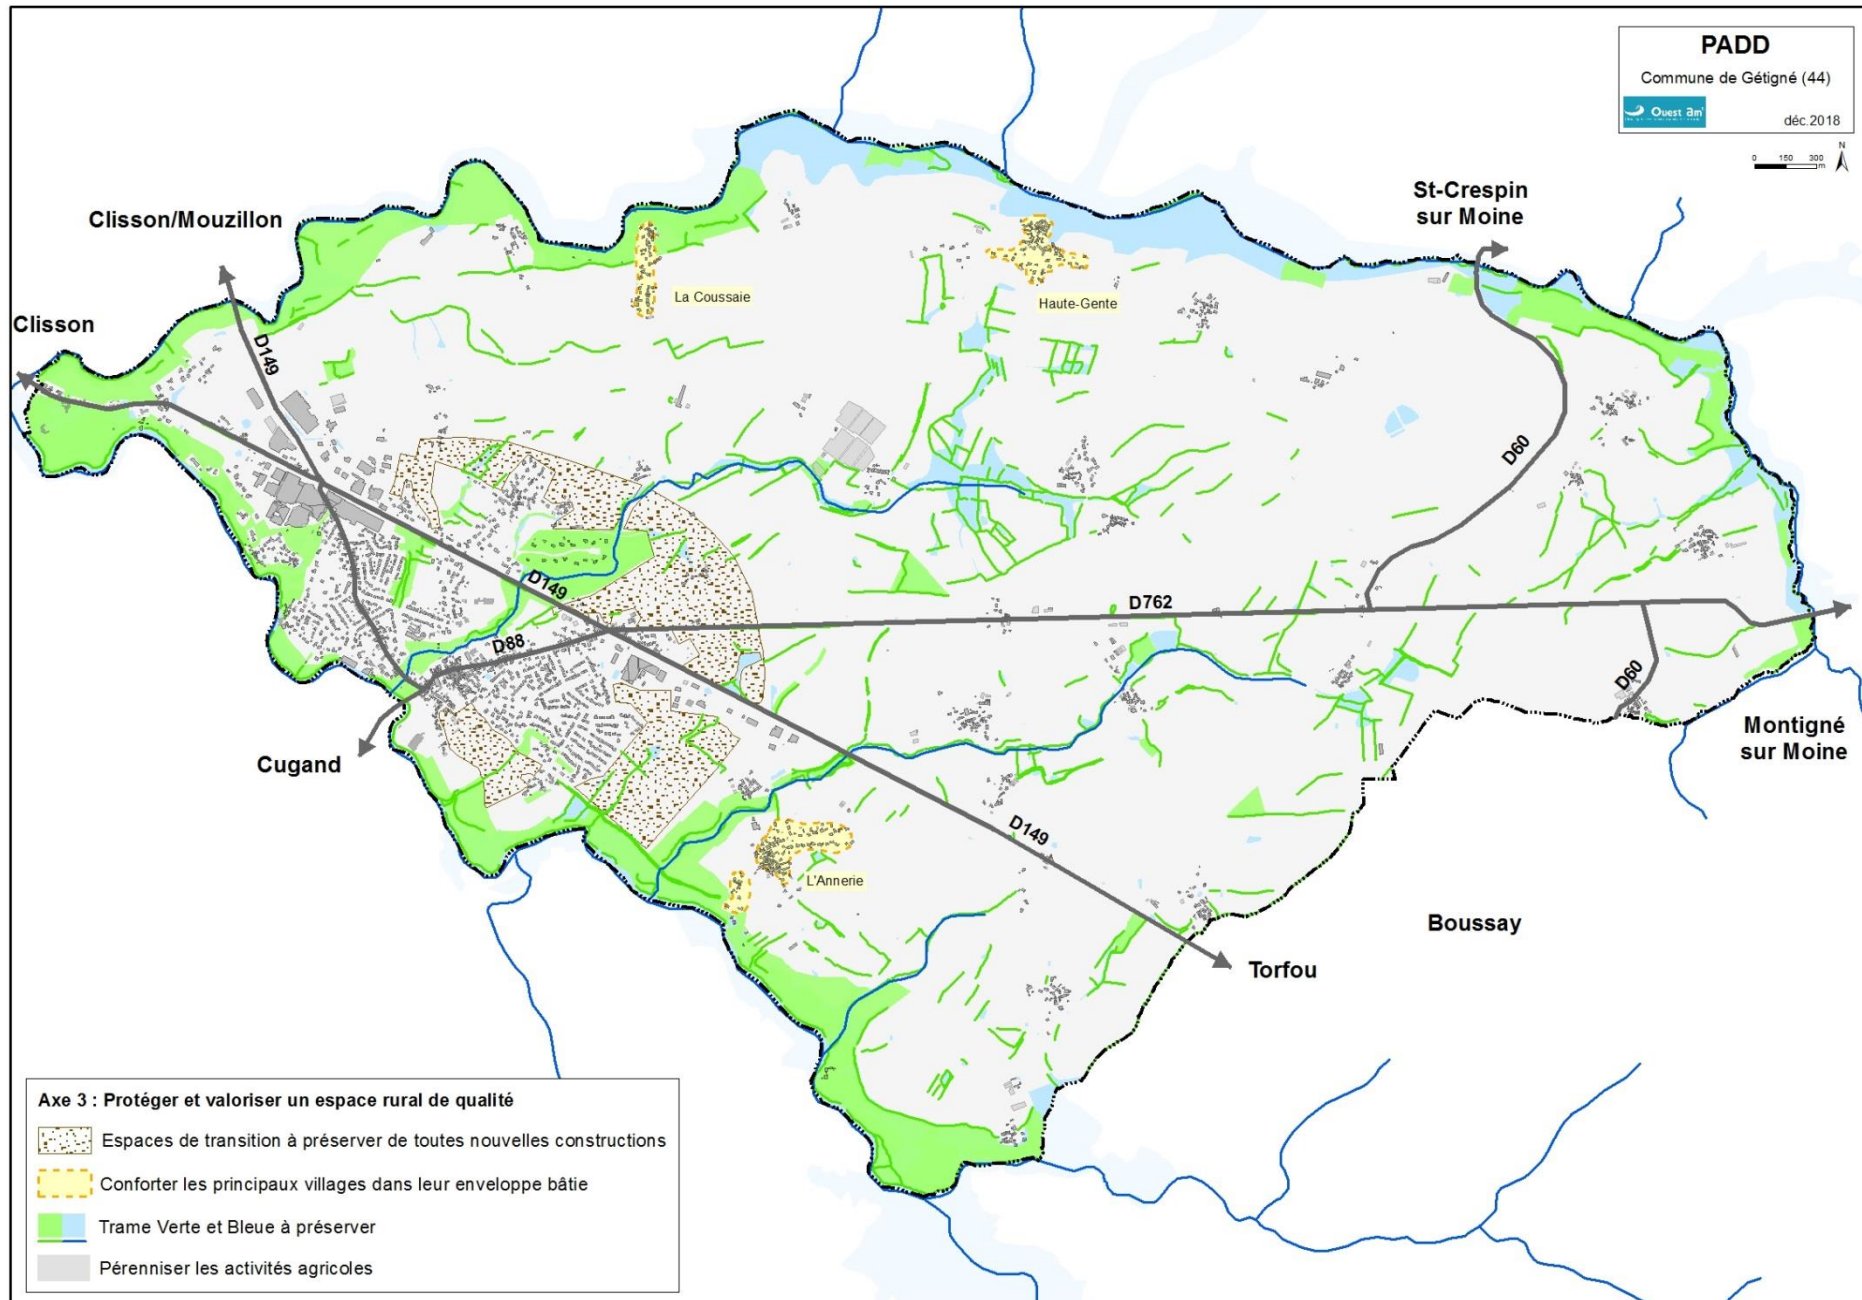 PADD
Commune de Gétigné (44)
Ouest am'
déc.2018
N
0 150 300
m
St-Crespin
sur Moine
Clisson/Mouzillon
La Coussaie
Haute-Gente
Clisson
D149
D60
D149
D762
D88
D60
Montigné
sur Moine
Cugand
D149
L'Annerie
Boussay
Torfou
Axe 3 : Protéger et valoriser un espace rural de qualité
Espaces de transition à préserver de toutes nouvelles constructions
Conforter les principaux villages dans leur enveloppe bâtie
Trame Verte et Bleue à préserver
Pérenniser les activités agricoles